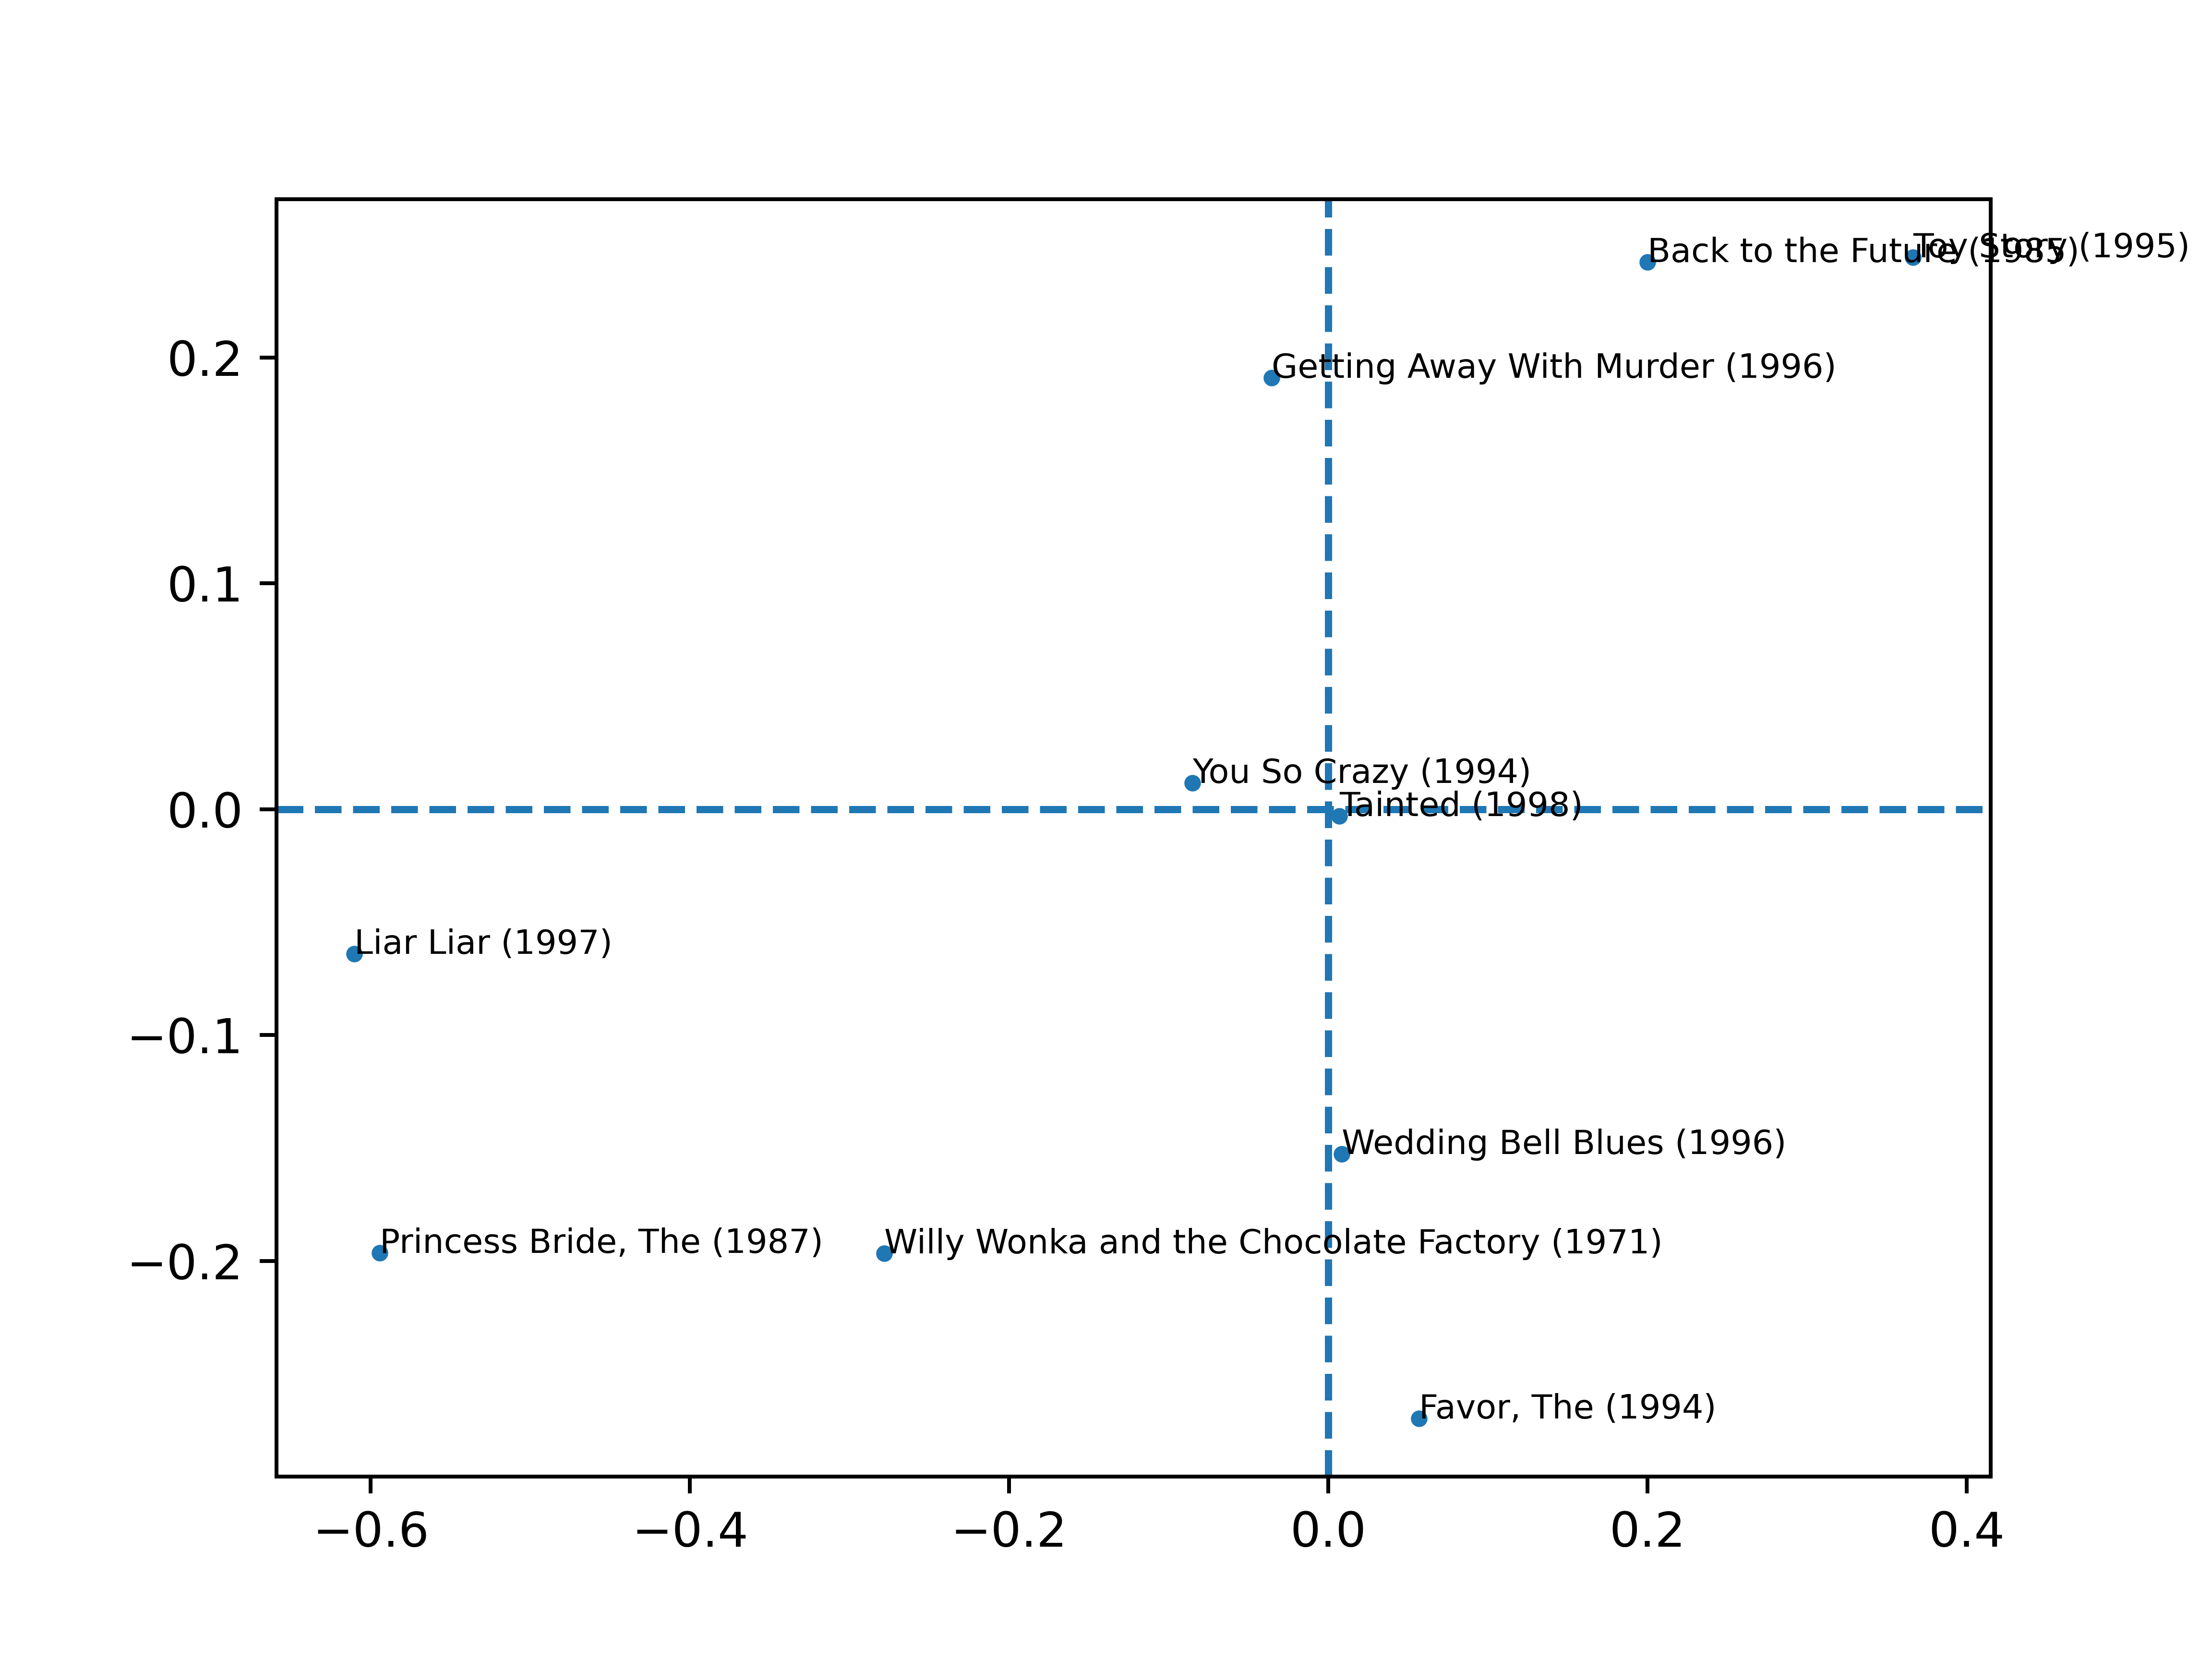 Back to the Future (1985)
Toy Story (1995)
0.2
Getting Away With Murder (1996)
0.1
You So Crazy (1994)
0.0
Tainted (1998)
Liar Liar (1997)
−0.1
Wedding Bell Blues (1996)
Princess Bride, The (1987)
Willy Wonka and the Chocolate Factory (1971)
−0.2
Favor, The (1994)
−0.6 −0.4 −0.2 0.0 0.2 0.4